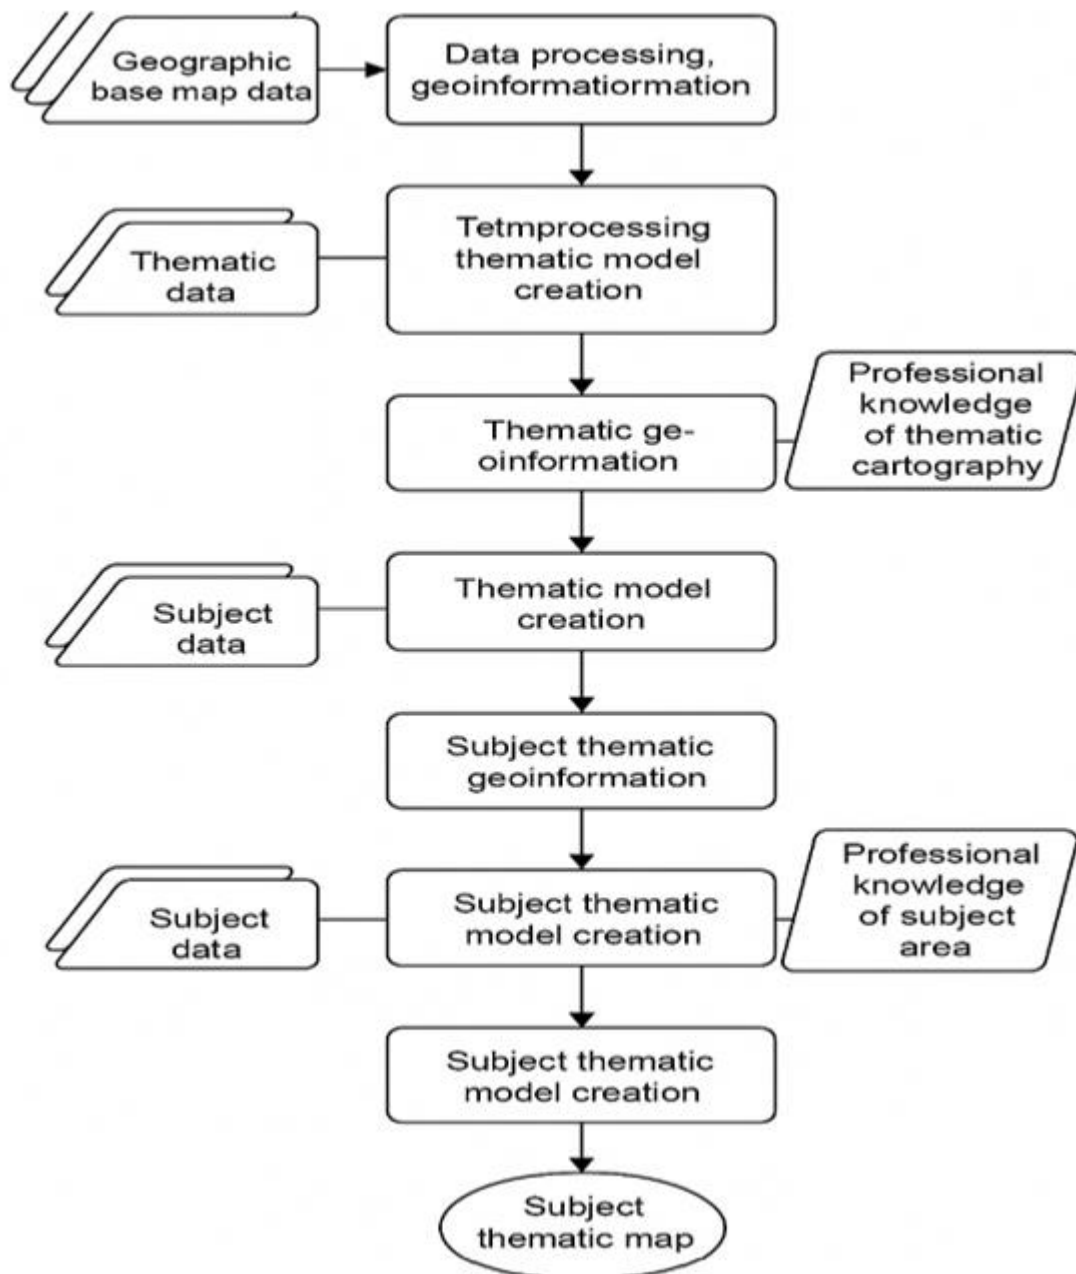 Geographic
base map data
Data processing,
geoinformatiormation
Thematic
data
Tetmprocessing
thematic model
creation
Thematic ge-
oinformation
Professional
knowledge
of thematic
cartography
Subject
data
Thematic model
creation
Subject thematic
geoinformation
Subject
data
Subject thematic
model creation
Professional
knowledge
of subject
area
Subject thematic
model creation
Subject
thematic map